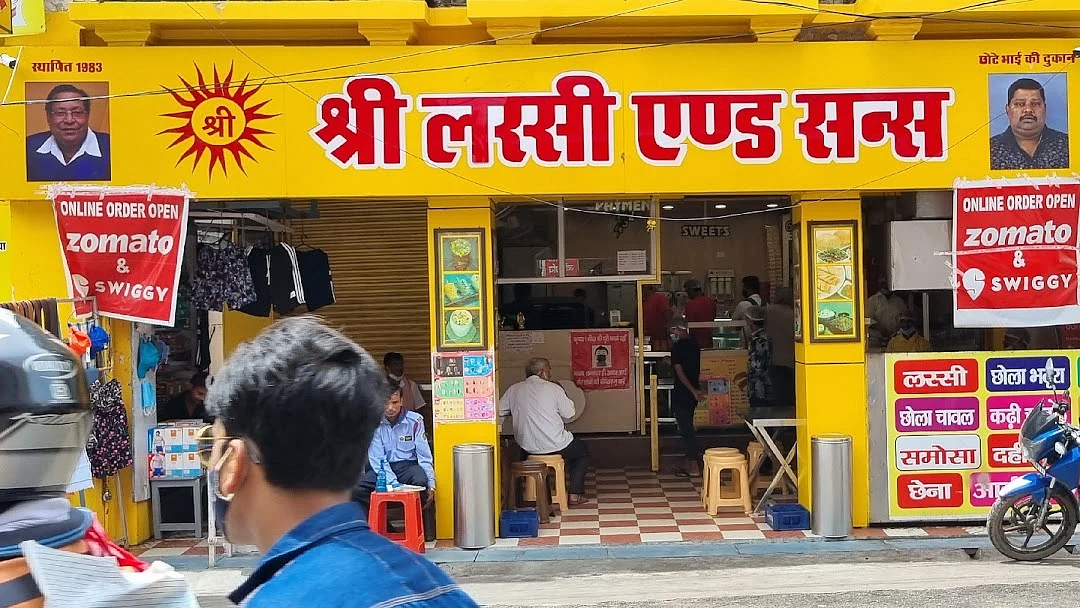 स्थापित 1983
छोटे भाई की दुकान
श्री
श्री लस्सी एण्ड सन्स
ONLINE ORDER OPEN
zomato
&
SWIGGY
PAYMEN
SWEETS
ONLINE ORDER OPEN
zomato
&
SWIGGY
लस्सी
छोला भटूरा
छोला चावल
कढ़ी
समोसा
दही
छेना